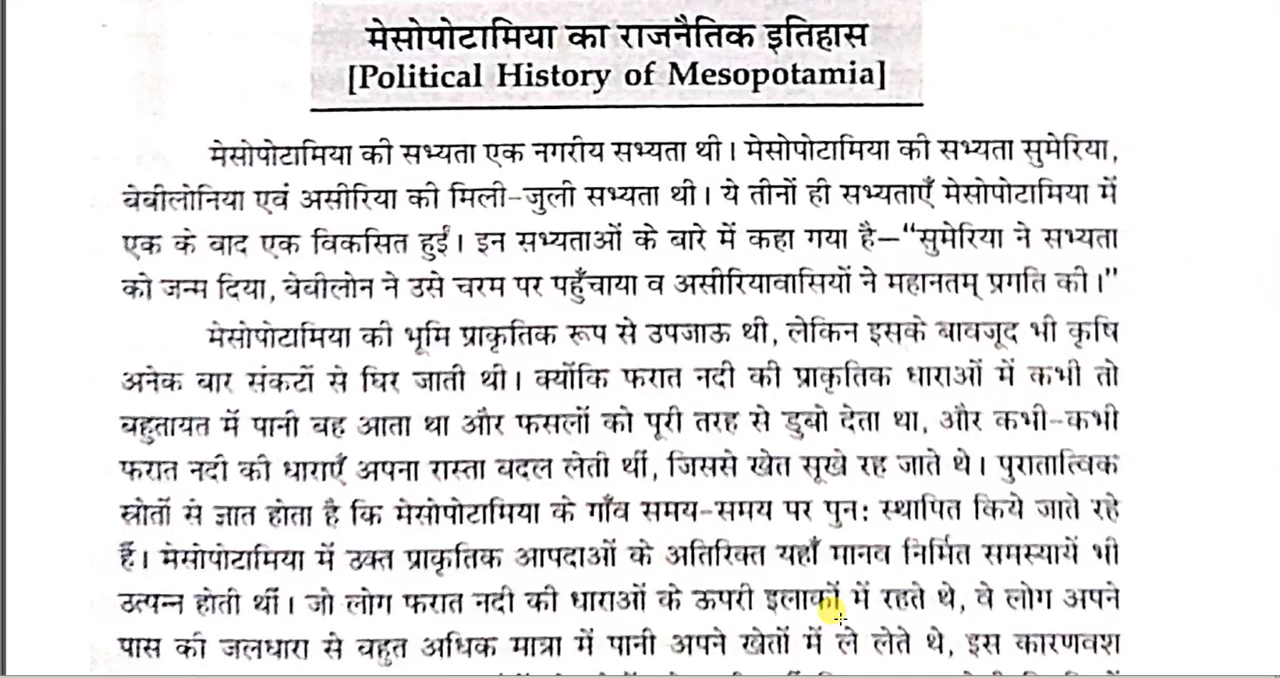 मेसोपोटामिया का राजनैतिक इतिहास
[Political History of Mesopotamia]
मेसोपोटामिया की सभ्यता एक नगरीय सभ्यता थी। मेसोपोटामिया की सभ्यता सुमेरिया,
बेबीलोनिया एवं असीरिया की मिली-जुली सभ्यता थी। ये तीनों ही सभ्यताएँ मेसोपोटामिया में
एक के बाद एक विकसित हुईं। इन सभ्यताओं के बारे में कहा गया है—“सुमेरिया ने सभ्यता
को जन्म दिया, बेबीलोन ने उसे चरम पर पहुँचाया व असीरियावासियों ने महानतम् प्रगति की।”
मेसोपोटामिया की भूमि प्राकृतिक रूप से उपजाऊ थी, लेकिन इसके बावजूद भी कृषि
अनेक बार संकटों से घिर जाती थी। क्योंकि फरात नदी की प्राकृतिक धाराओं में कभी तो
बहुतायत में पानी बह आता था और फसलों को पूरी तरह से डुबो देता था, और कभी-कभी
फरात नदी की धाराएँ अपना रास्ता बदल लेती थीं, जिससे खेत सूखे रह जाते थे। पुरातात्विक
स्रोतों से ज्ञात होता है कि मेसोपोटामिया के गाँव समय-समय पर पुन: स्थापित किये जाते रहे
हैं। मेसोपोटामिया में उक्त प्राकृतिक आपदाओं के अतिरिक्त यहाँ मानव निर्मित समस्यायें भी
उत्पन्न होती थीं। जो लोग फरात नदी की धाराओं के ऊपरी इलाकों में रहते थे, वे लोग अपने
पास की जलधारा से बहुत अधिक मात्रा में पानी अपने खेतों में ले लेते थे, इस कारणवश